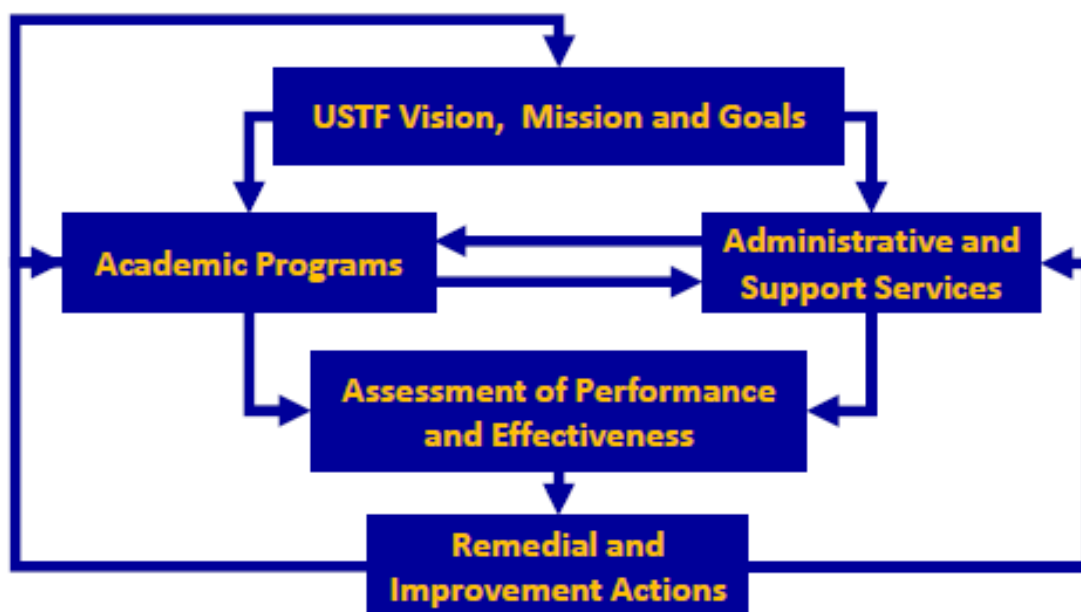 USTF Vision, Mission and Goals
Academic Programs
Administrative and
Support Services
Assessment of Performance
and Effectiveness
Remedial and
Improvement Actions